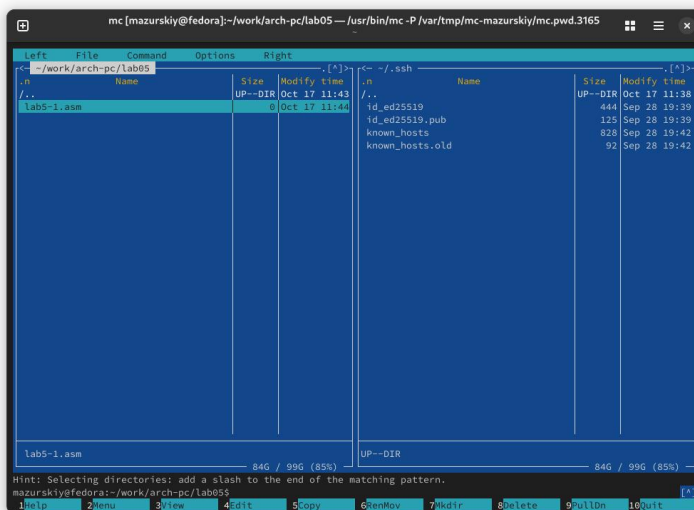 mc [mazurskiy@fedora]:~/work/arch-pc/lab05 — /usr/bin/mc -P /var/tmp/mc-mazurskiy/mc.pwd.3165
~
Left File Command Options Right
<- ~/work/arch-pc/lab05 .[^]> <- ~/.ssh .[^]>
.n Name Size Modify time .n Name Size Modify time
/.. UP--DIR Oct 17 11:43 /.. UP--DIR Oct 17 11:38
lab5-1.asm 0 Oct 17 11:44 id_ed25519 444 Sep 28 19:39
id_ed25519.pub 125 Sep 28 19:39
known_hosts 828 Sep 28 19:42
known_hosts.old 92 Sep 28 19:42
lab5-1.asm UP--DIR
84G / 99G (85%) 84G / 99G (85%)
Hint: Selecting directories: add a slash to the end of the matching pattern.
mazurskiy@fedora:~/work/arch-pc/lab05$ [^]
1Help 2Menu 3View 4Edit 5Copy 6RenMov 7Mkdir 8Delete 9PullDn 10Quit